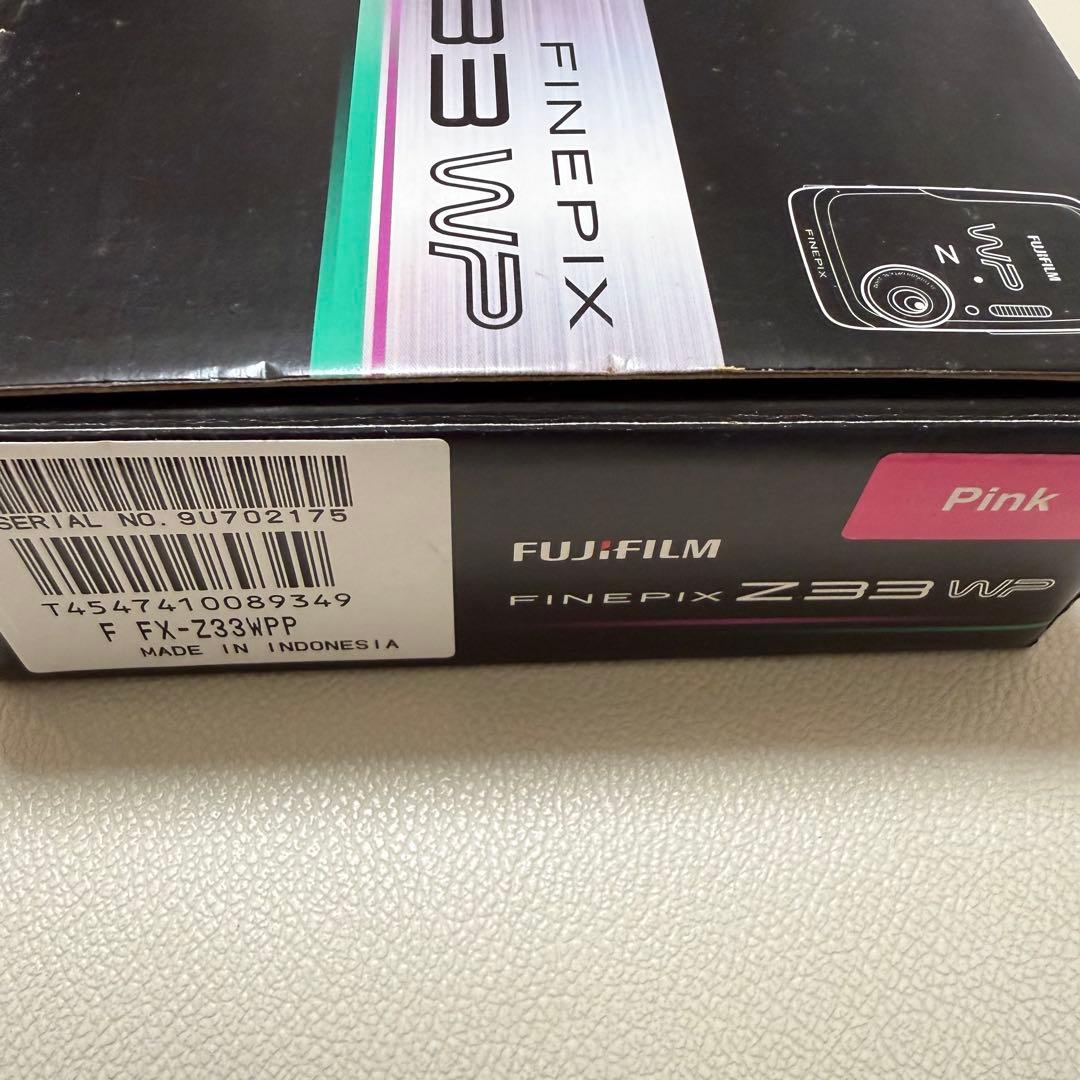 33 WP
FINEPIX
FINEPIX
Z
WP
FUJIFILM
SERIAL NO. 9U702175
T4547410089349
F FX-Z33WPP
MADE IN INDONESIA
Pink
FUJIFILM
FINEPIX Z33 WP